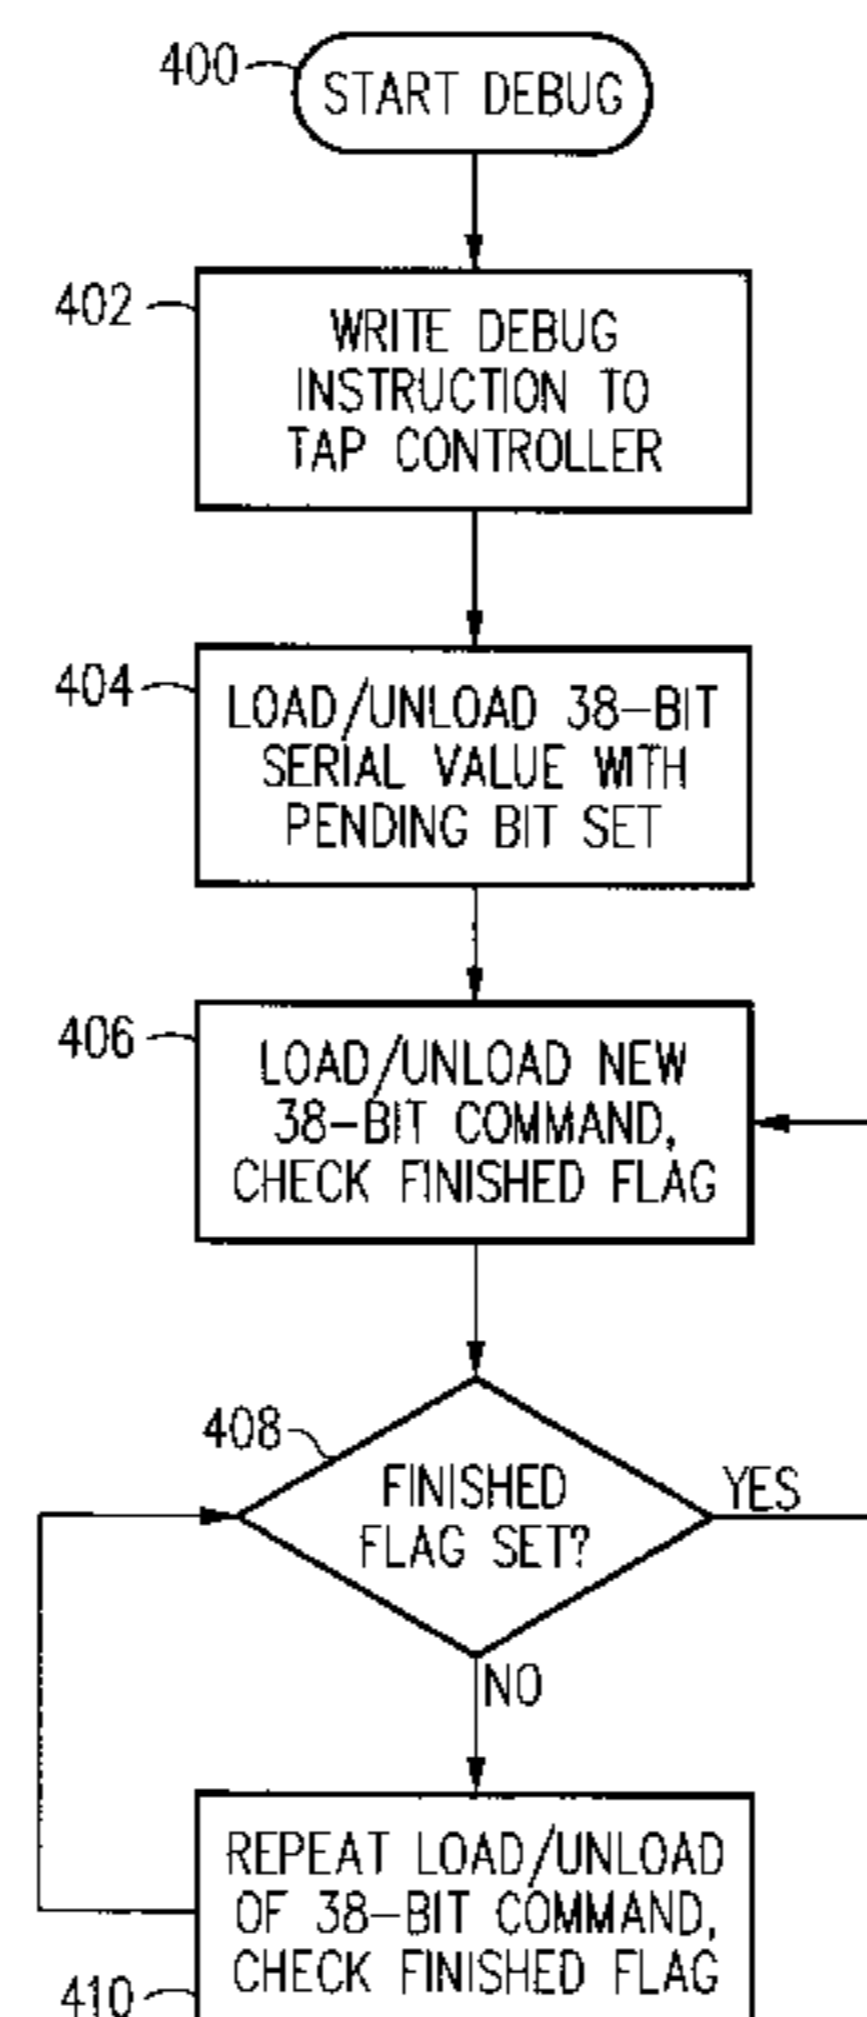 400
START DEBUG
402
WRITE DEBUG
INSTRUCTION TO
TAP CONTROLLER
404
LOAD/UNLOAD 38-BIT
SERIAL VALUE WITH
PENDING BIT SET
406
LOAD/UNLOAD NEW
38-BIT COMMAND,
CHECK FINISHED FLAG
408
FINISHED
FLAG SET?
YES
NO
REPEAT LOAD/UNLOAD
OF 38-BIT COMMAND,
CHECK FINISHED FLAG
410